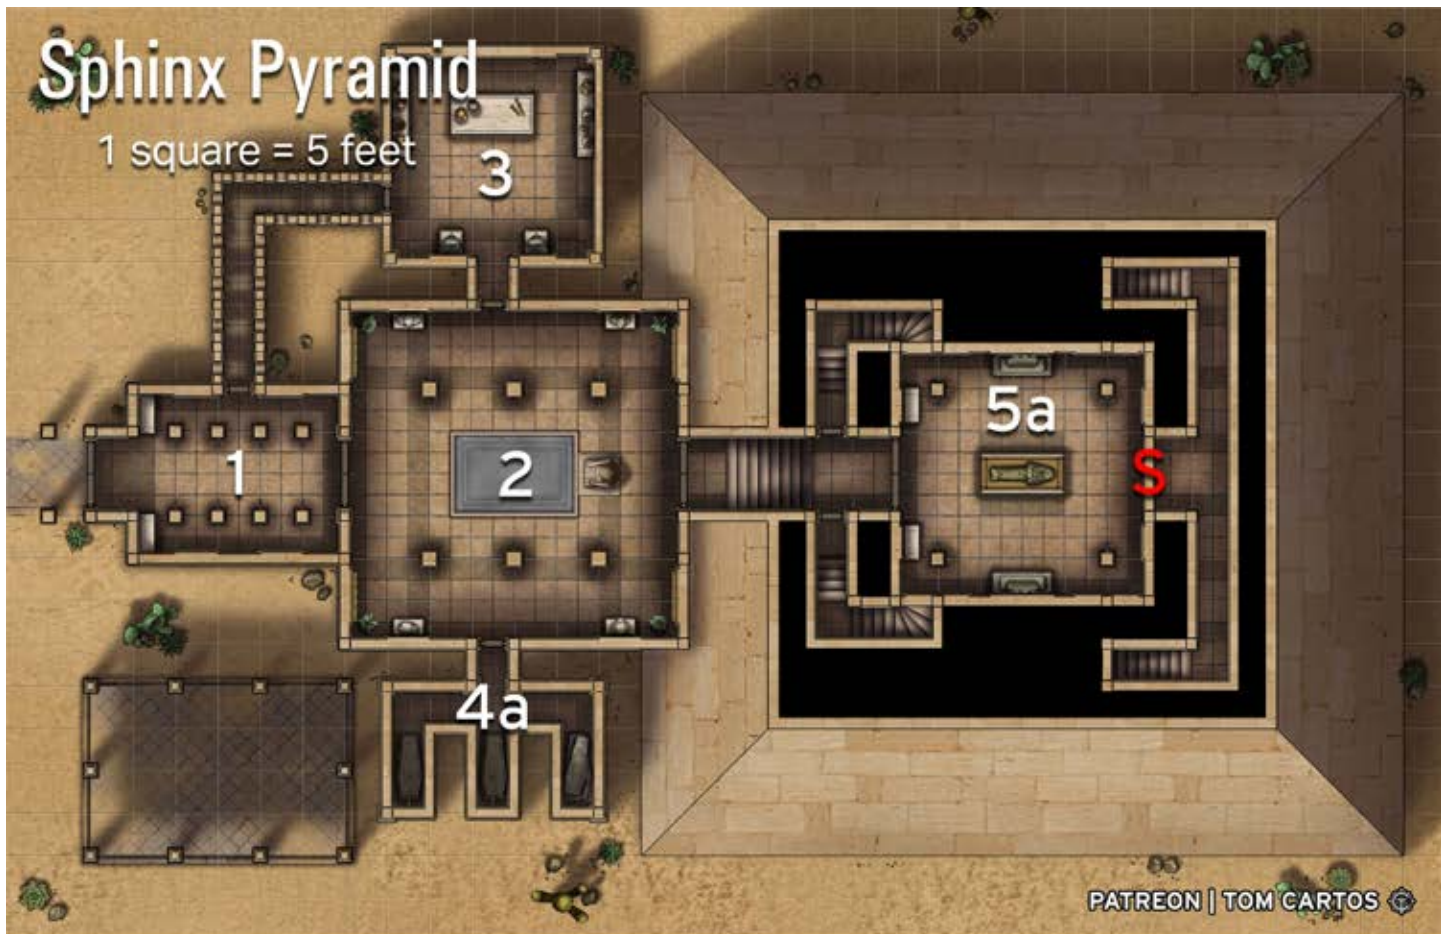 Sphinx Pyramid
1 square = 5 feet
3
5a
1
2
S
4a
PATREON | TOM CARTOS